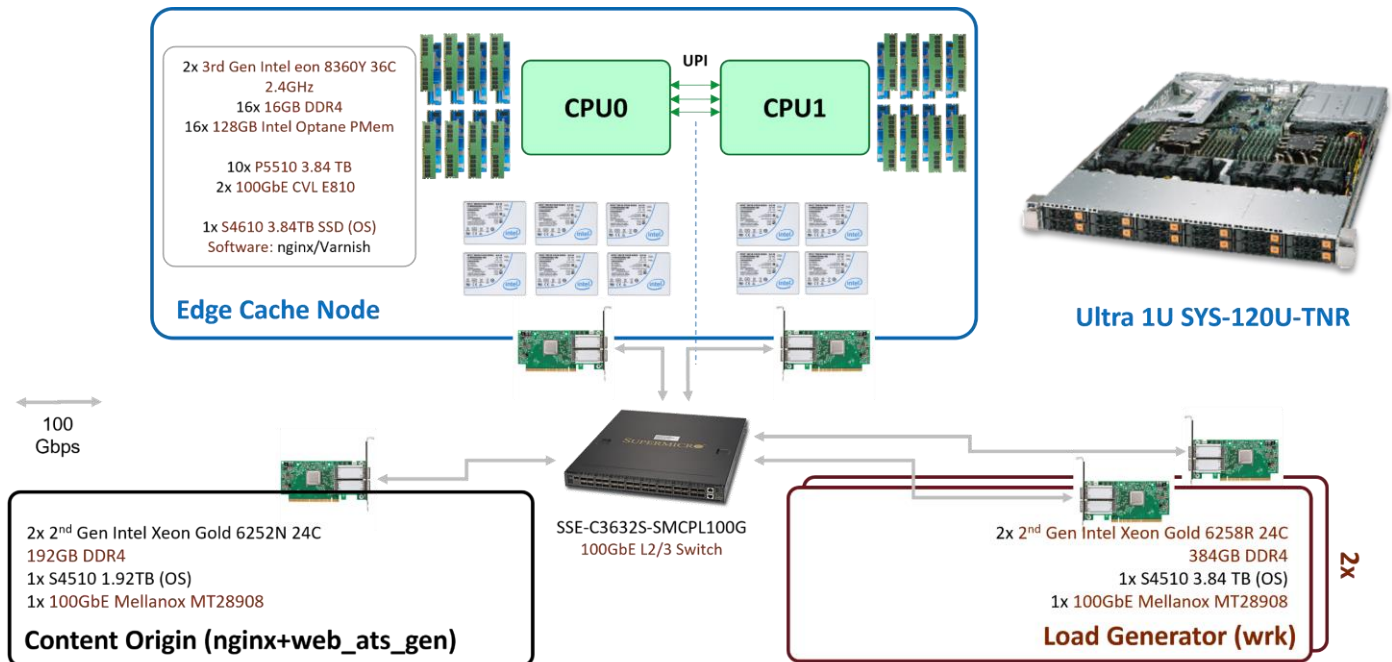 2x 3rd Gen Intel eon 8360Y 36C
2.4GHz
16x 16GB DDR4
16x 128GB Intel Optane PMem
10x P5510 3.84 TB
2x 100GbE CVL E810
1x S4610 3.84TB SSD (OS)
Software: nginx/Varnish
Edge Cache Node
CPU0
UPI
CPU1
Ultra 1U SYS-120U-TNR
100
Gbps
SUPERMICRO
SSE-C3632S-SMCPL100G
100GbE L2/3 Switch
2x 2nd Gen Intel Xeon Gold 6252N 24C
192GB DDR4
1x S4510 1.92TB (OS)
1x 100GbE Mellanox MT28908
Content Origin (nginx+web_ats_gen)
2x 2nd Gen Intel Xeon Gold 6258R 24C
384GB DDR4
1x S4510 3.84 TB (OS)
1x 100GbE Mellanox MT28908
Load Generator (wrk)
2x